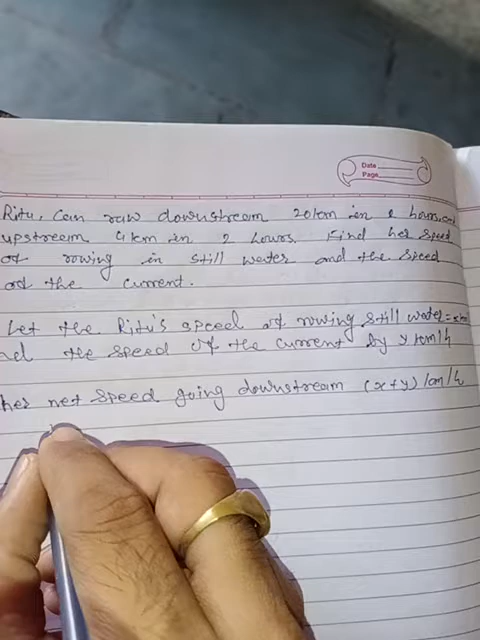 Date
Page
Ritu, Can raw downstream 20km in 2 hours, and
upstreem 4km in 2 hours. Find her Speed
of rowing in still water and the speed
of the current.
Let the Ritu's speed of rowing still water =
the speed of the current by y km/h
her net speed going downstream (x+y) km/h